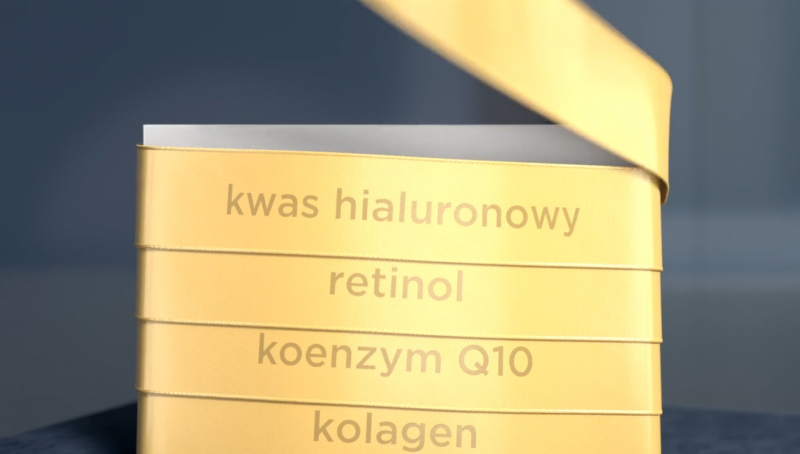 kwas hialuronowy
retinol
koenzym Q10
kolagen